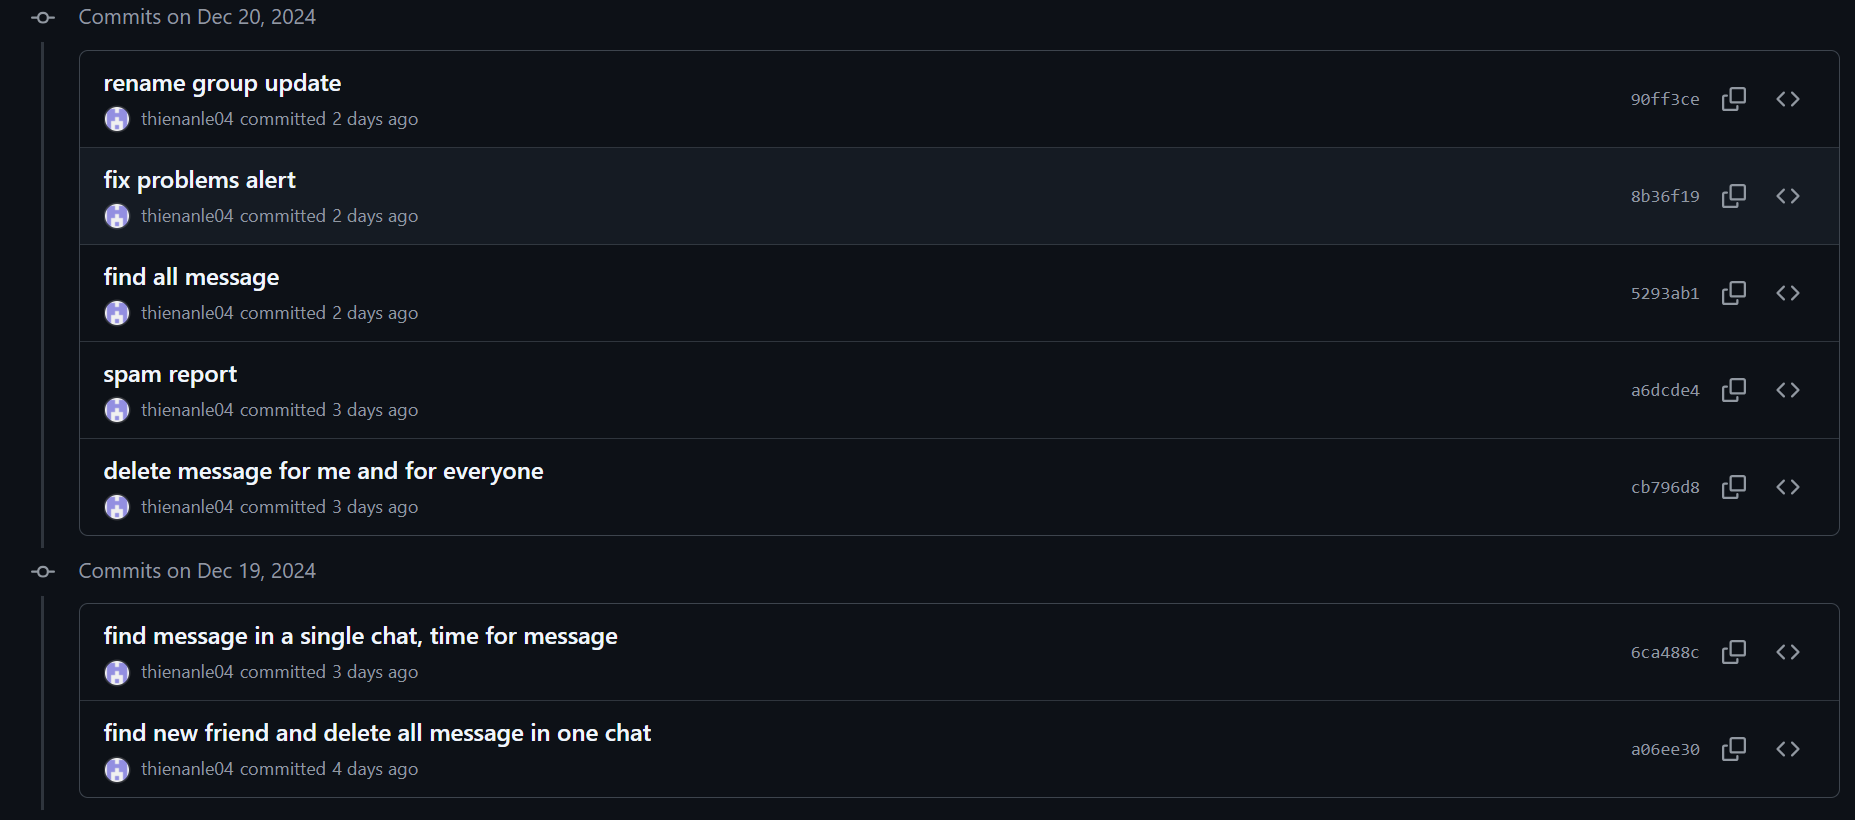 Commits on Dec 20, 2024
rename group update
thienanle04 committed 2 days ago
90ff3ce
fix problems alert
thienanle04 committed 2 days ago
8b36f19
find all message
thienanle04 committed 2 days ago
5293ab1
spam report
thienanle04 committed 3 days ago
a6dcde4
delete message for me and for everyone
thienanle04 committed 3 days ago
cb796d8
Commits on Dec 19, 2024
find message in a single chat, time for message
thienanle04 committed 3 days ago
6ca488c
find new friend and delete all message in one chat
thienanle04 committed 4 days ago
a06ee30